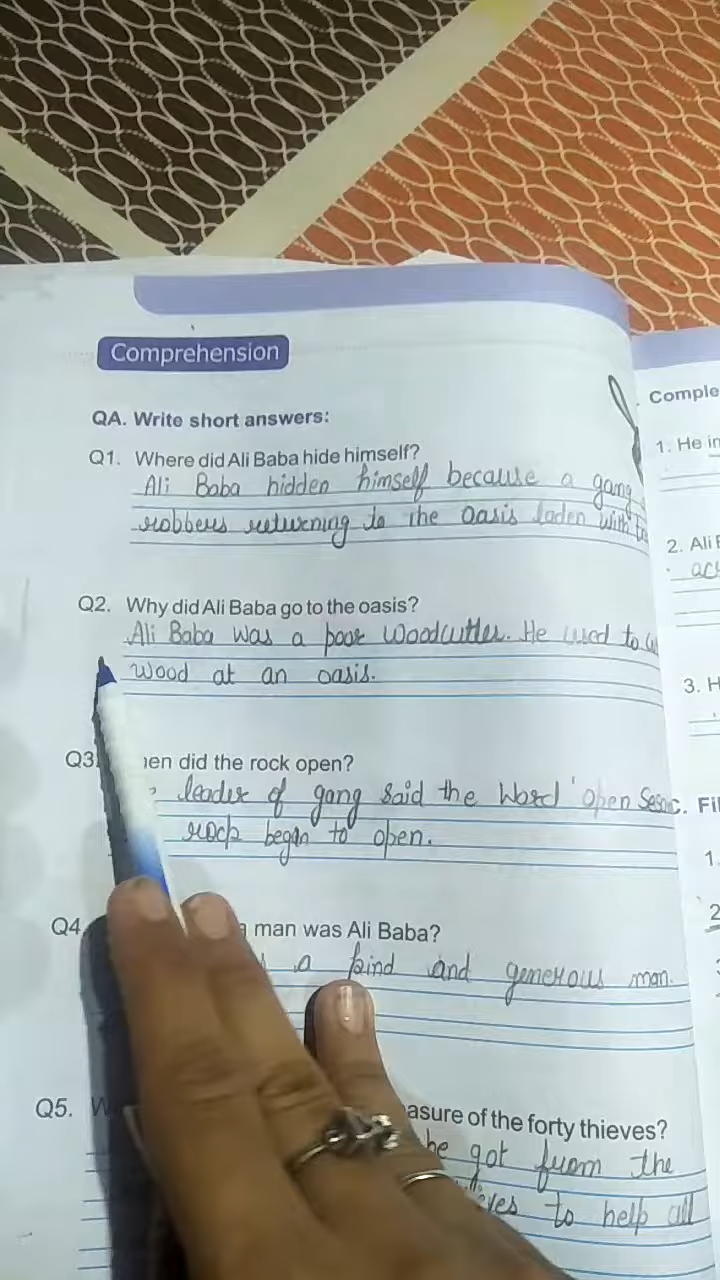 Comprehension
QA. Write short answers:
Q1. Where did Ali Baba hide himself?
Ali Baba hidden himself because a gang
robbers returning to the Oasis laden with
Q2. Why did Ali Baba go to the oasis?
Ali Baba was a poor Woodcutter. He used to
wood at an oasis.
Q3. did the rock open?
leader of gang said the Word 'open
rock began to open.
Q4 man was Ali Baba?
a kind and generous man.
Q5. of the forty thieves?
he got from the
to help all
Comple
1. He in
2. Ali
3. H
Fil
1.
2